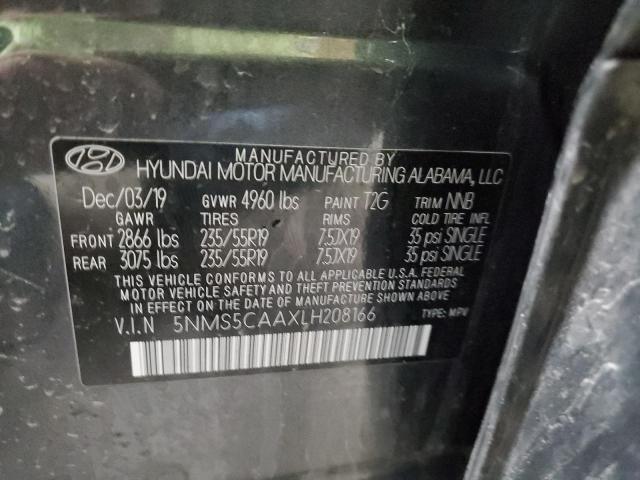 MANUFACTURED BY
HYUNDAI MOTOR MANUFACTURING ALABAMA, LLC
Dec/03/19 GVWR 4960 lbs PAINT T2G TRIM NNB
GAWR TIRES RIMS COLD TIRE INFL
FRONT 2866 lbs 235/55R19 7.5JX19 35 psi SINGLE
REAR 3075 lbs 235/55R19 7.5JX19 35 psi SINGLE
THIS VEHICLE CONFORMS TO ALL APPLICABLE U.S.A. FEDERAL
MOTOR VEHICLE SAFETY AND THEFT PREVENTION STANDARDS
IN EFFECT ON THE DATE OF MANUFACTURE SHOWN ABOVE.
V.I.N 5NMS5CAAXLH208166 TYPE: MPV